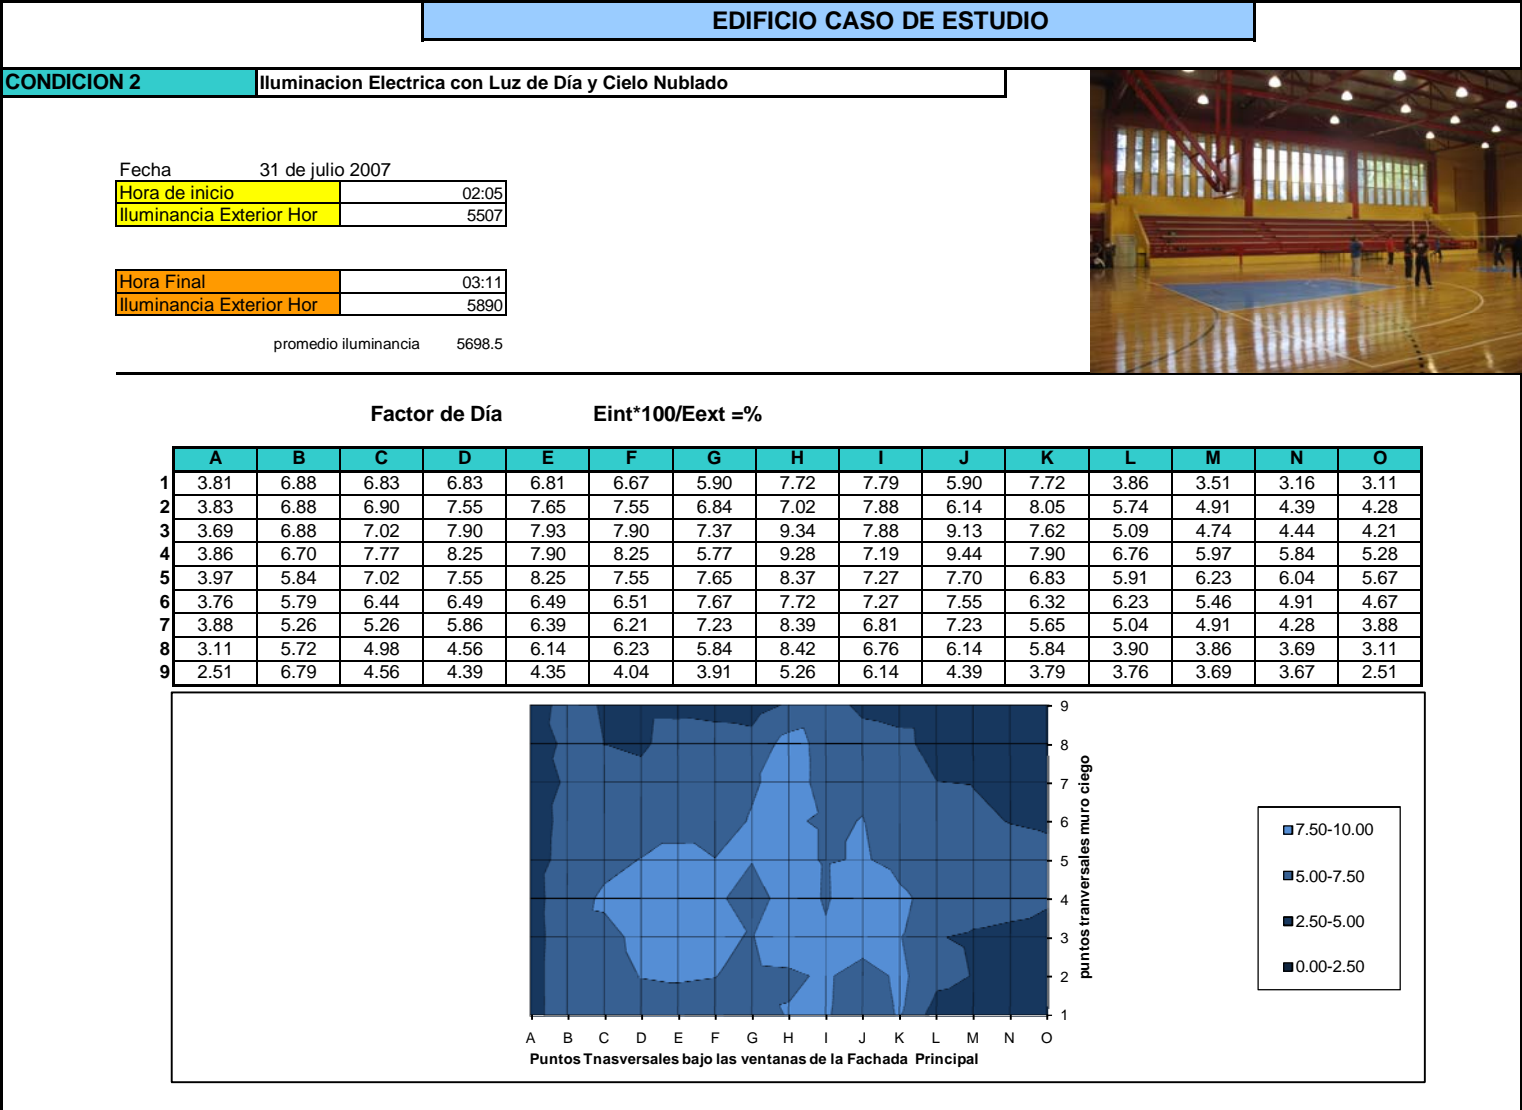 EDIFICIO CASO DE ESTUDIO
CONDICION 2 Iluminacion Electrica con Luz de Día y Cielo Nublado
Fecha 31 de julio 2007
Hora de inicio 02:05
Iluminancia Exterior Hor 5507
Hora Final 03:11
Iluminancia Exterior Hor 5890
promedio iluminancia 5698.5
Factor de Día Eint*100/Eext =%
A B C D E F G H I J K L M N O
1 3.81 6.88 6.83 6.83 6.81 6.67 5.90 7.72 7.79 5.90 7.72 3.86 3.51 3.16 3.11
2 3.83 6.88 6.90 7.55 7.65 7.55 6.84 7.02 7.88 6.14 8.05 5.74 4.91 4.39 4.28
3 3.69 6.88 7.02 7.90 7.93 7.90 7.37 9.34 7.88 9.13 7.62 5.09 4.74 4.44 4.21
4 3.86 6.70 7.77 8.25 7.90 8.25 5.77 9.28 7.19 9.44 7.90 6.76 5.97 5.84 5.28
5 3.97 5.84 7.02 7.55 8.25 7.55 7.65 8.37 7.27 7.70 6.83 5.91 6.23 6.04 5.67
6 3.76 5.79 6.44 6.49 6.49 6.51 7.67 7.72 7.27 7.55 6.32 6.23 5.46 4.91 4.67
7 3.88 5.26 5.26 5.86 6.39 6.21 7.23 8.39 6.81 7.23 5.65 5.04 4.91 4.28 3.88
8 3.11 5.72 4.98 4.56 6.14 6.23 5.84 8.42 6.76 6.14 5.84 3.90 3.86 3.69 3.11
9 2.51 6.79 4.56 4.39 4.35 4.04 3.91 5.26 6.14 4.39 3.79 3.76 3.69 3.67 2.51
9
8
7
6
5
4
3
2
1
puntos tranversales muro ciego
A B C D E F G H I J K L M N O
Puntos Tnasversales bajo las ventanas de la Fachada Principal
7.50-10.00
5.00-7.50
2.50-5.00
0.00-2.50